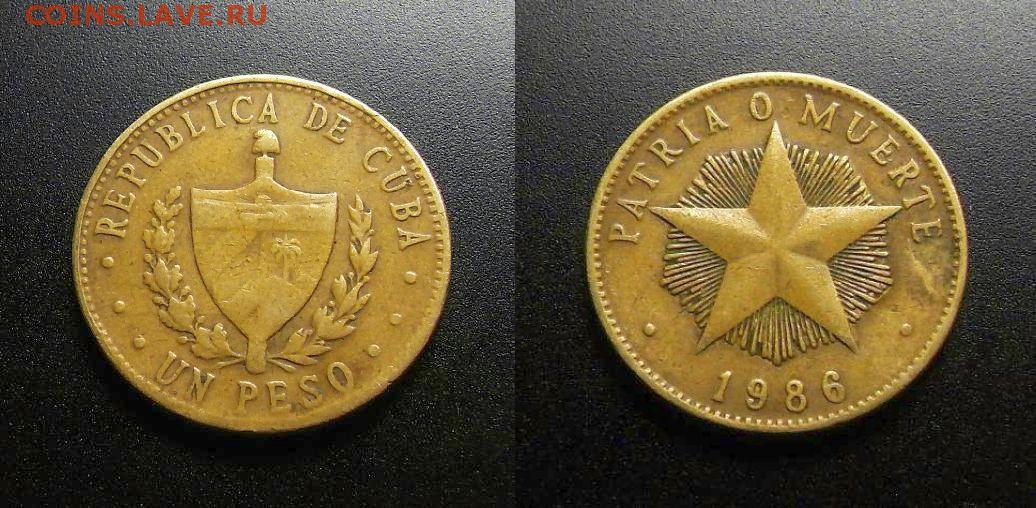 COINS.LAVE.RU
REPUBLICA DE CUBA
UN PESO
PATRIA O MUERTE
1986